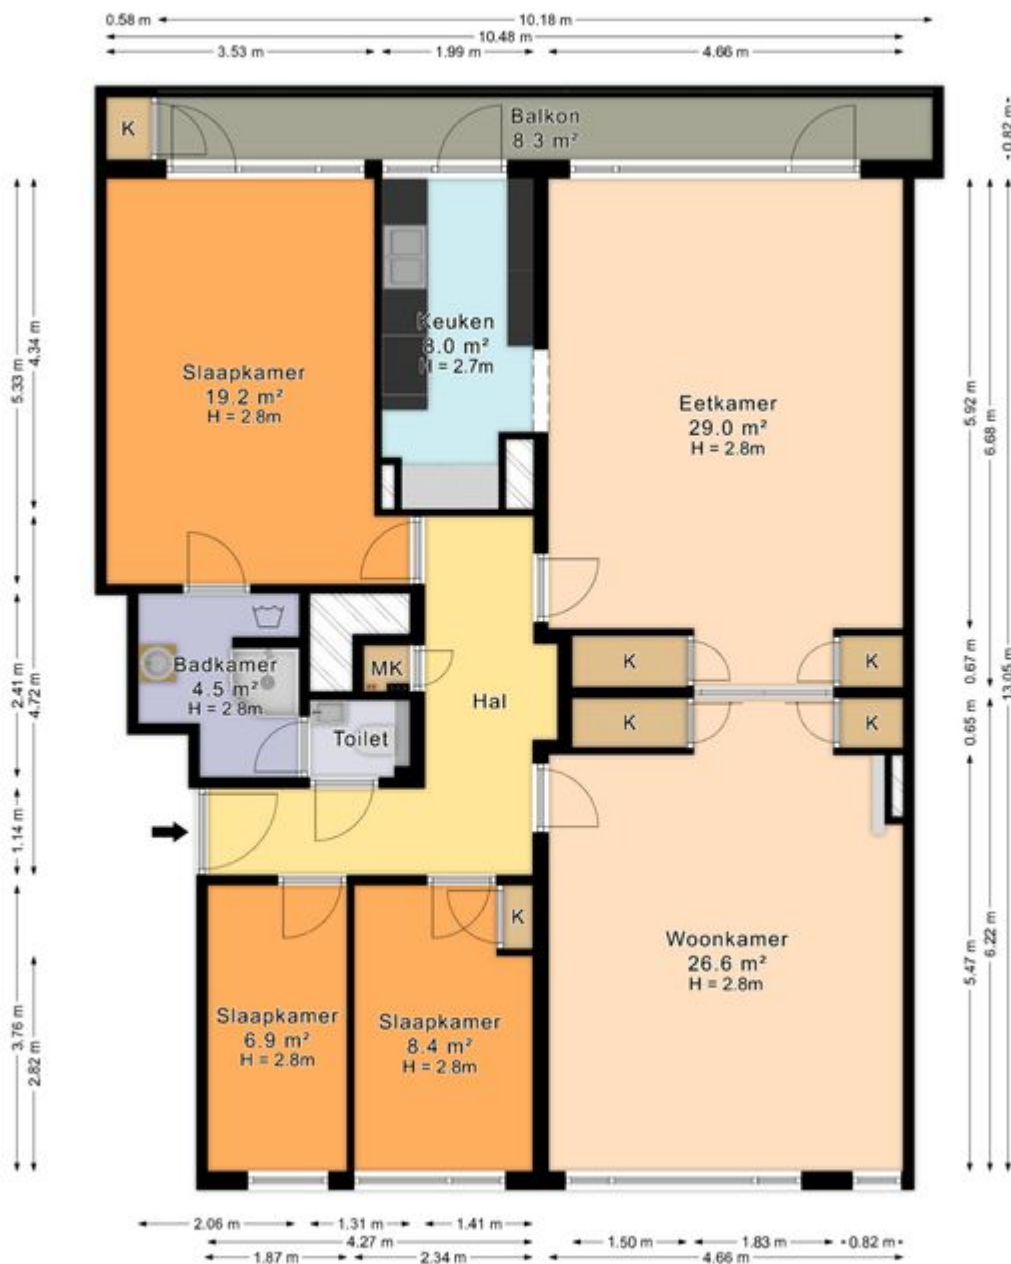 0.58 m
10.18 m
10.48 m
3.53 m
1.99 m
4.66 m
Balkon
8.3 m²
K
0.82 m
Keuken
8.0 m²
H = 2.7m
Slaapkamer
19.2 m²
H = 2.8m
Eetkamer
29.0 m²
H = 2.8m
5.33 m
4.34 m
5.92 m
6.68 m
K
K
MK
Badkamer
4.5 m²
H = 2.8m
Hal
K
K
Toilet
2.41 m
4.72 m
0.67 m
0.65 m
13.05 m
1.14 m
K
Woonkamer
26.6 m²
H = 2.8m
Slaapkamer
6.9 m²
H = 2.8m
Slaapkamer
8.4 m²
H = 2.8m
3.76 m
2.82 m
5.47 m
6.22 m
2.06 m
1.31 m
1.41 m
4.27 m
1.87 m
2.34 m
1.50 m
1.83 m
0.82 m
4.66 m